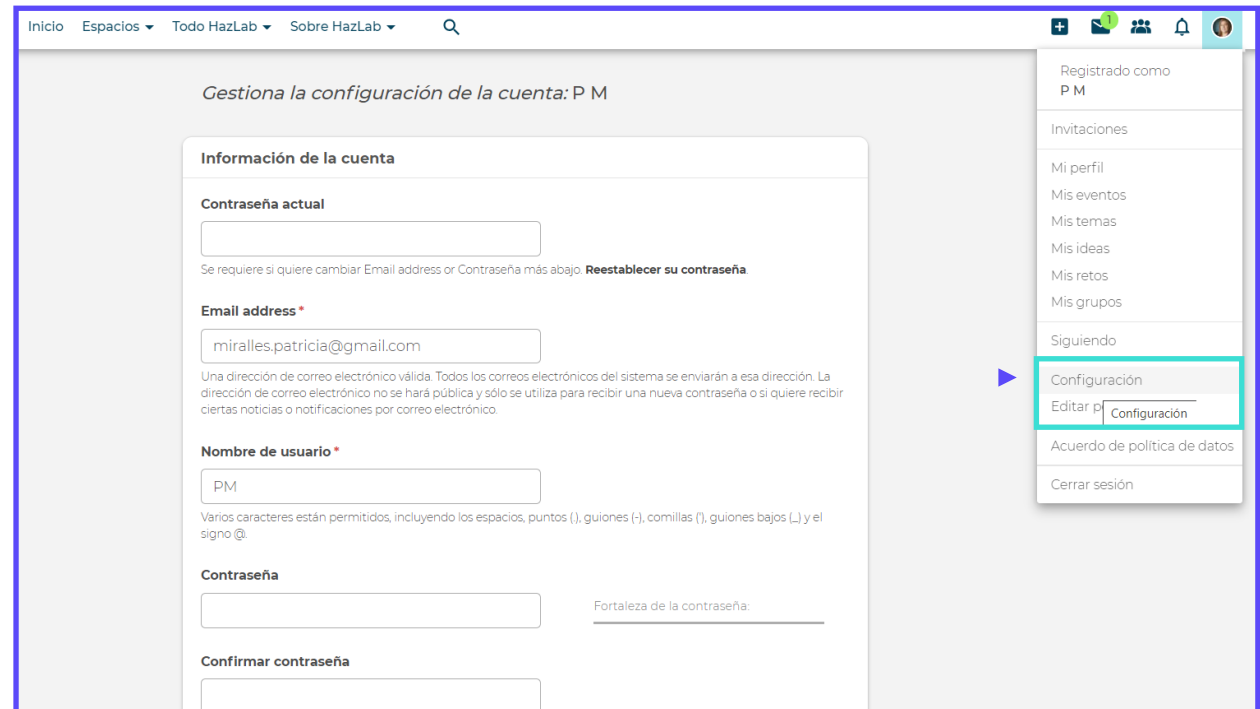 Inicio Espacios Todo HazLab Sobre HazLab 1
Gestiona la configuración de la cuenta: P M
Información de la cuenta
Contraseña actual
Se requiere si quiere cambiar Email address or Contraseña más abajo. Reestablecer su contraseña.
Email address *
miralles.patricia@gmail.com
Una dirección de correo electrónico válida. Todos los correos electrónicos del sistema se enviarán a esa dirección. La
dirección de correo electrónico no se hará pública y sólo se utiliza para recibir una nueva contraseña o si quiere recibir
ciertas noticias o notificaciones por correo electrónico.
Nombre de usuario *
PM
Varios caracteres están permitidos, incluyendo los espacios, puntos (.), guiones (-), comillas ('), guiones bajos (_) y el
signo @.
Contraseña
Fortaleza de la contraseña:
Confirmar contraseña
Registrado como
P M
Invitaciones
Mi perfil
Mis eventos
Mis temas
Mis ideas
Mis retos
Mis grupos
Siguiendo
Configuración
Editar
Configuración
Acuerdo de política de datos
Cerrar sesión